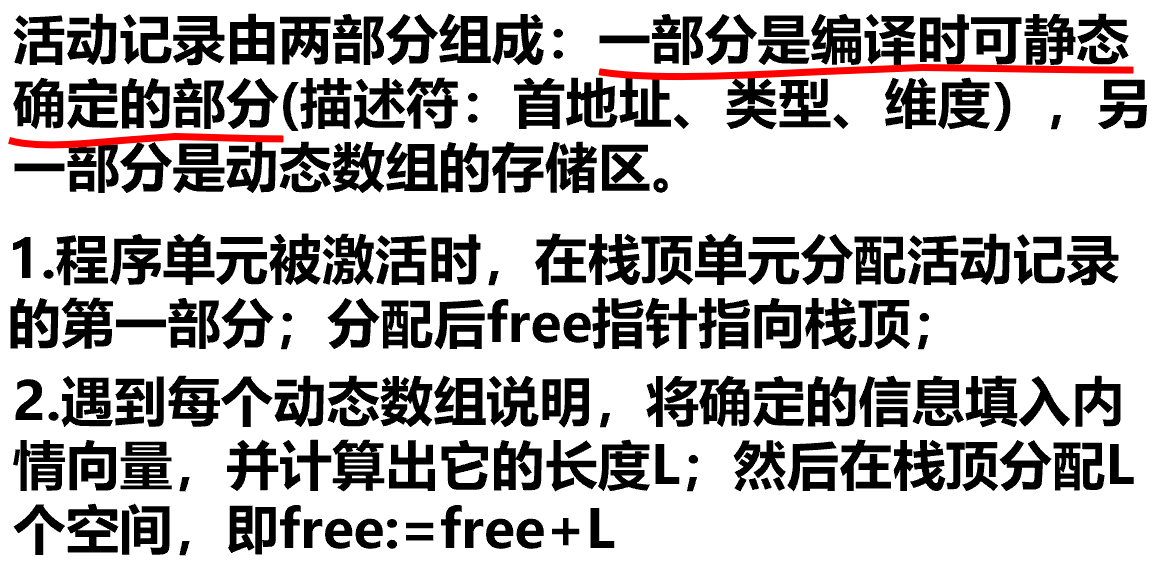 活动记录由两部分组成：一部分是编译时可静态
确定的部分(描述符：首地址、类型、维度），另
一部分是动态数组的存储区。
1.程序单元被激活时，在栈顶单元分配活动记录
的第一部分；分配后free指针指向栈顶；
2.遇到每个动态数组说明，将确定的信息填入内
情向量，并计算出它的长度L；然后在栈顶分配L
个空间，即free:=free+L